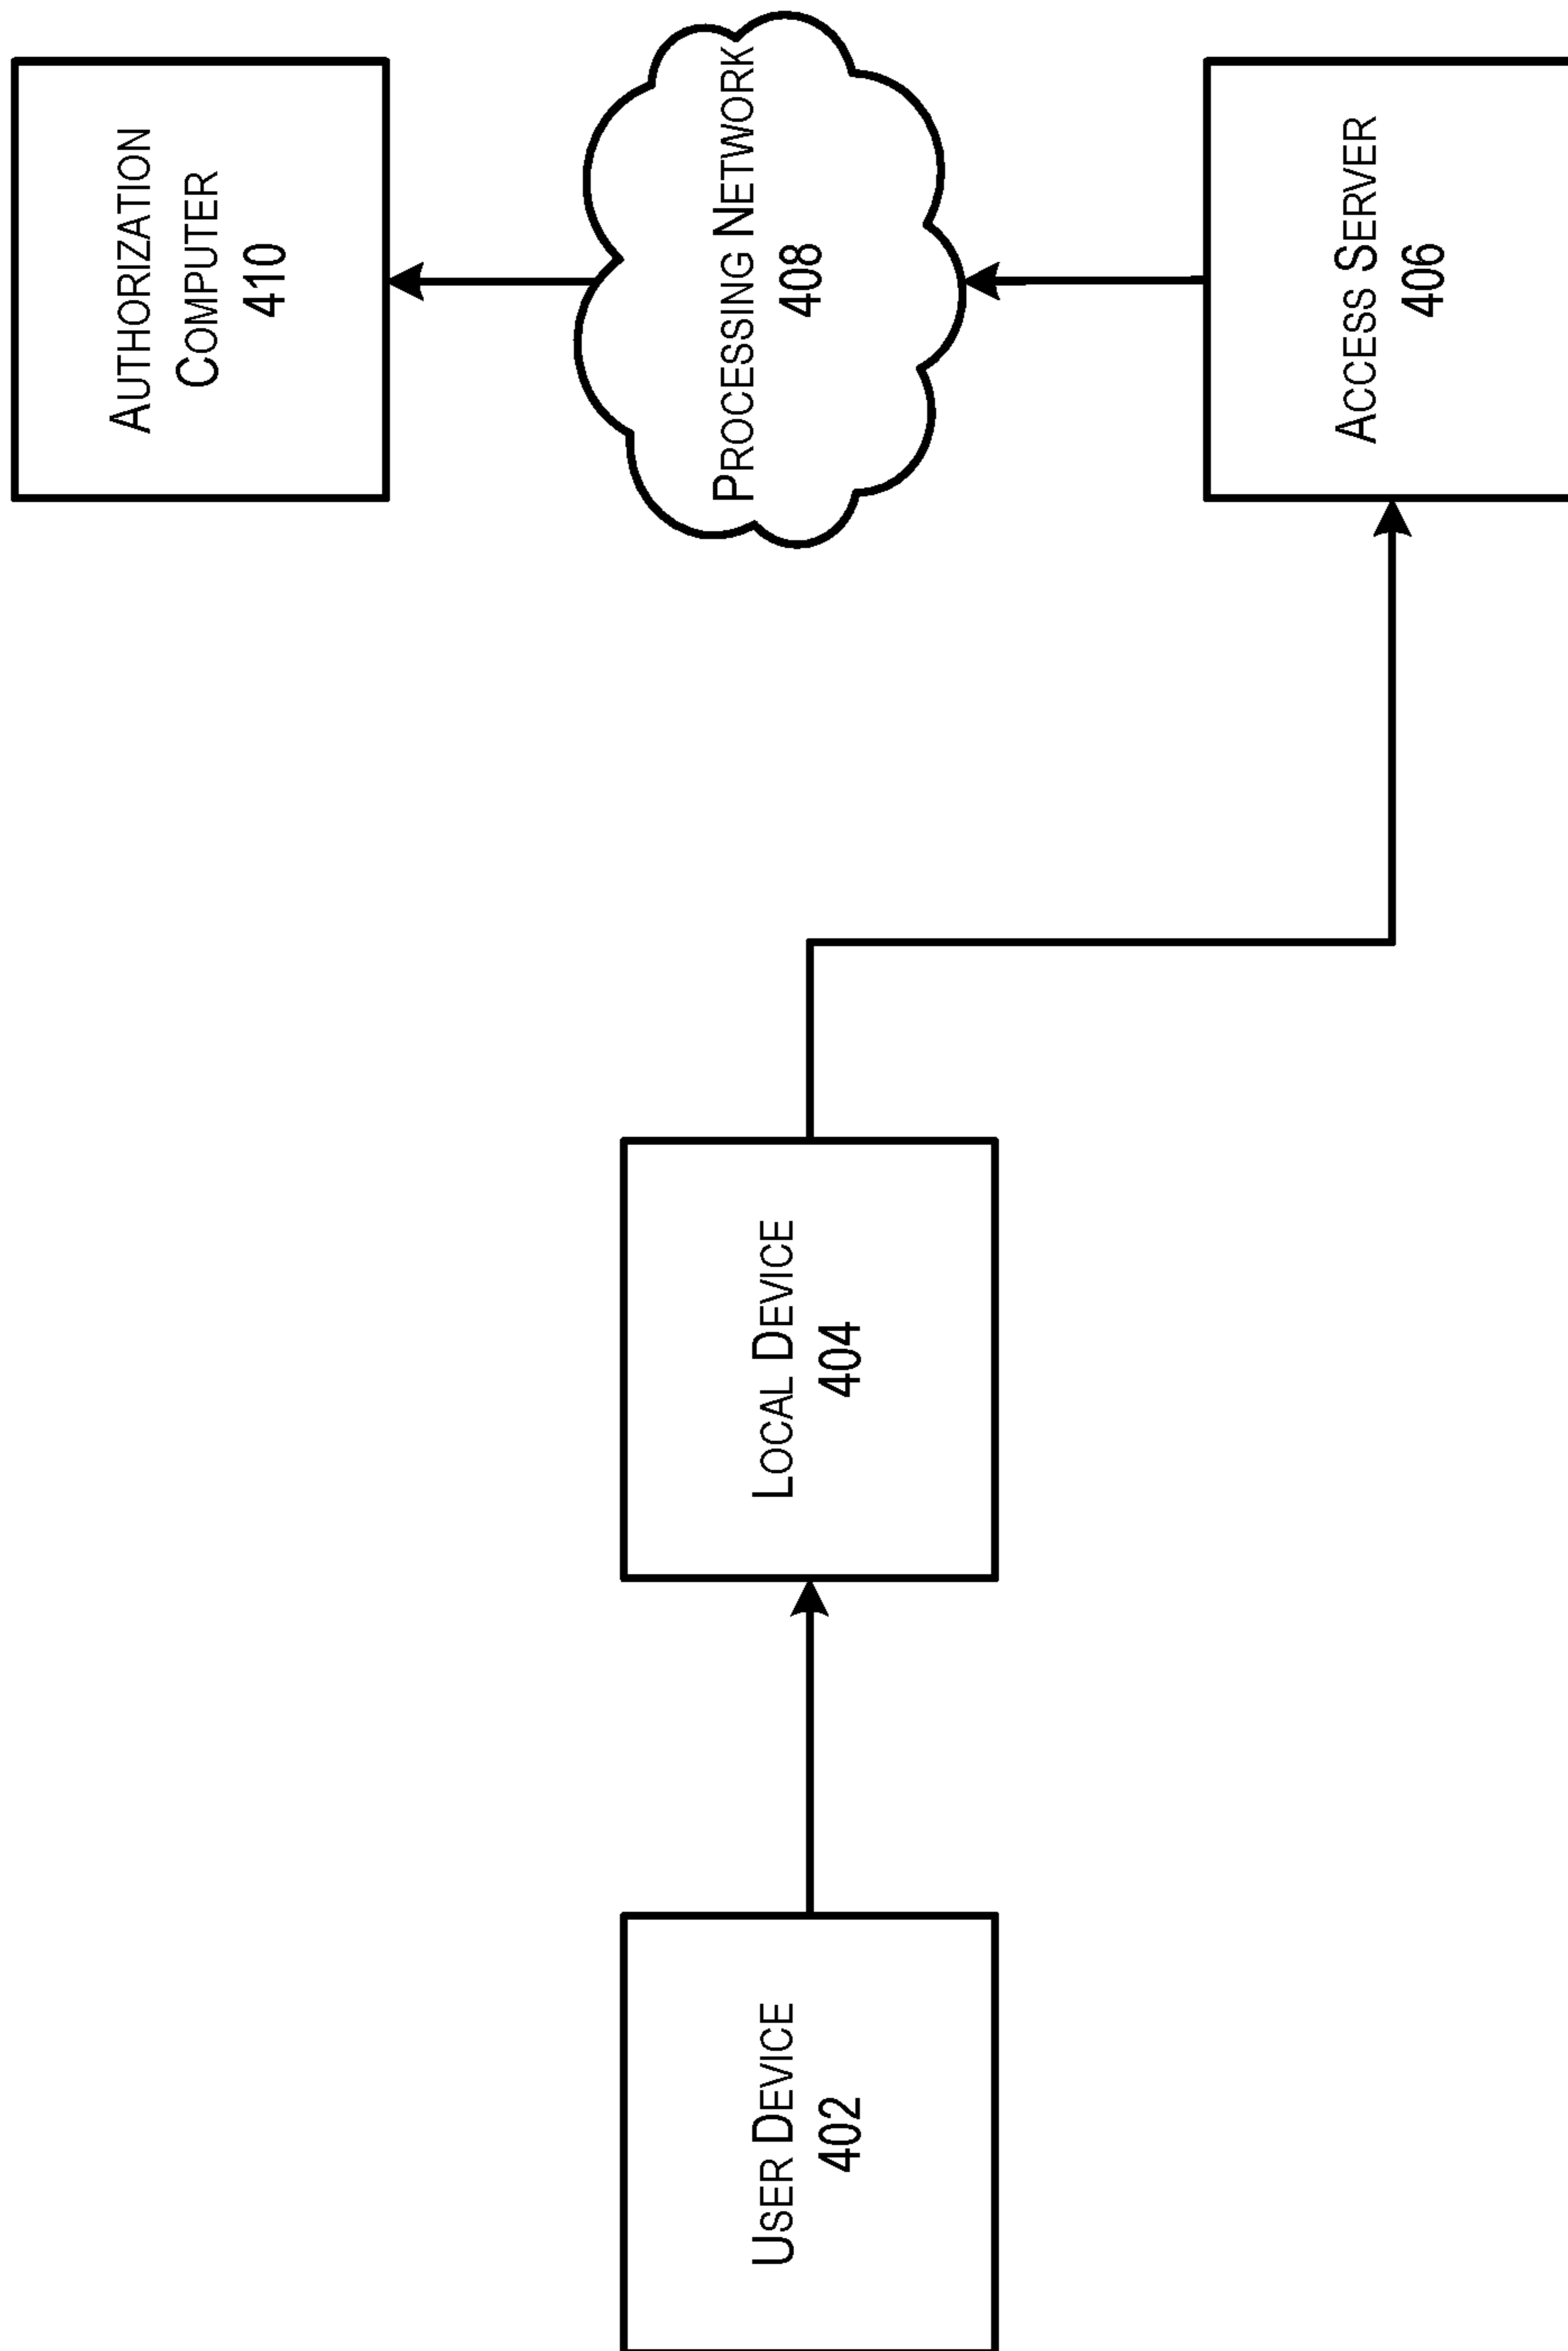 AUTHORIZATION
COMPUTER
410
PROCESSING NETWORK
408
USER DEVICE
402
LOCAL DEVICE
404
ACCESS SERVER
406